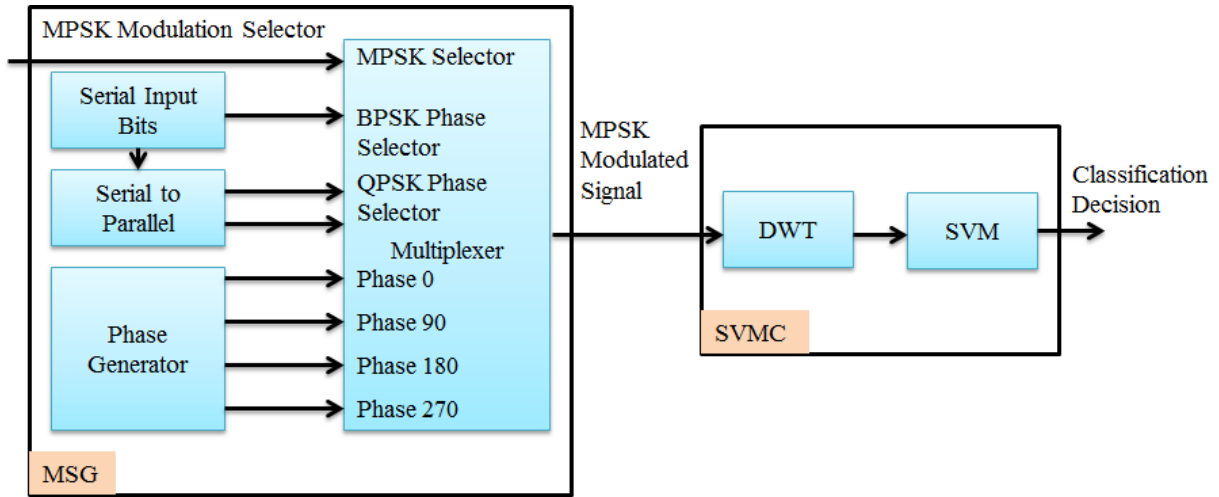 MPSK Modulation Selector
MPSK Selector
Serial Input
Bits
BPSK Phase
Selector
Serial to
Parallel
QPSK Phase
Selector
Multiplexer
Phase
Generator
Phase 0
Phase 90
Phase 180
Phase 270
MSG
MPSK
Modulated
Signal
DWT
SVM
SVMC
Classification
Decision